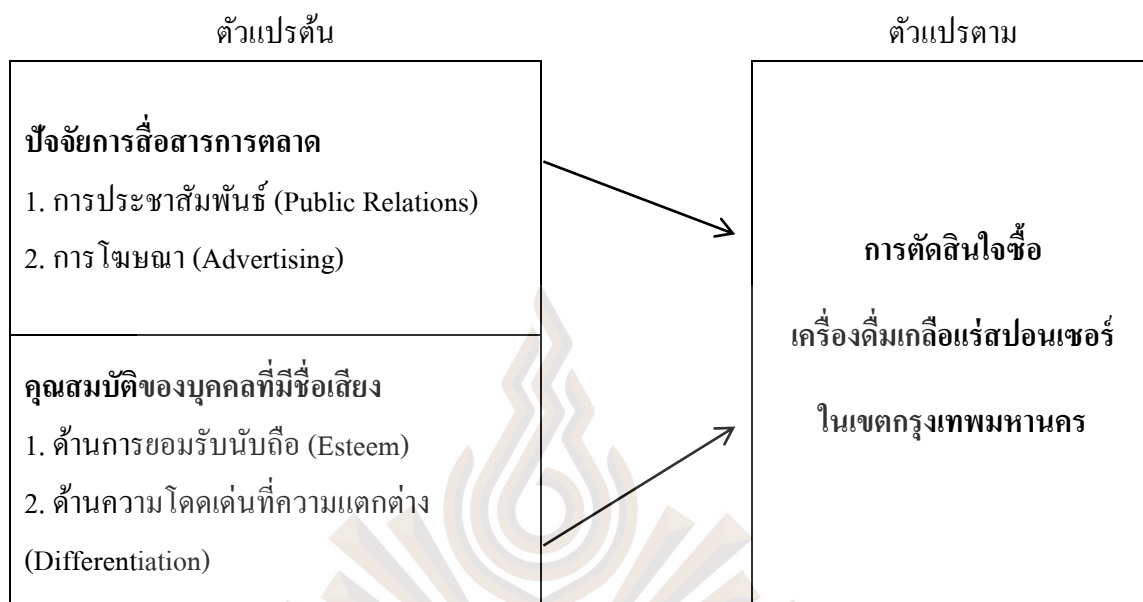 ตัวแปรต้น
ตัวแปรตาม
ปัจจัยการสื่อสารการตลาด
1. การประชาสัมพันธ์ (Public Relations)
2. การโฆษณา (Advertising)
คุณสมบัติของบุคคลที่มีชื่อเสียง
1. ด้านการยอมรับนับถือ (Esteem)
2. ด้านความโดดเด่นที่ความแตกต่าง
(Differentiation)
การตัดสินใจซื้อ
เครื่องดื่มเกลือแร่สปอนเซอร์
ในเขตกรุงเทพมหานคร